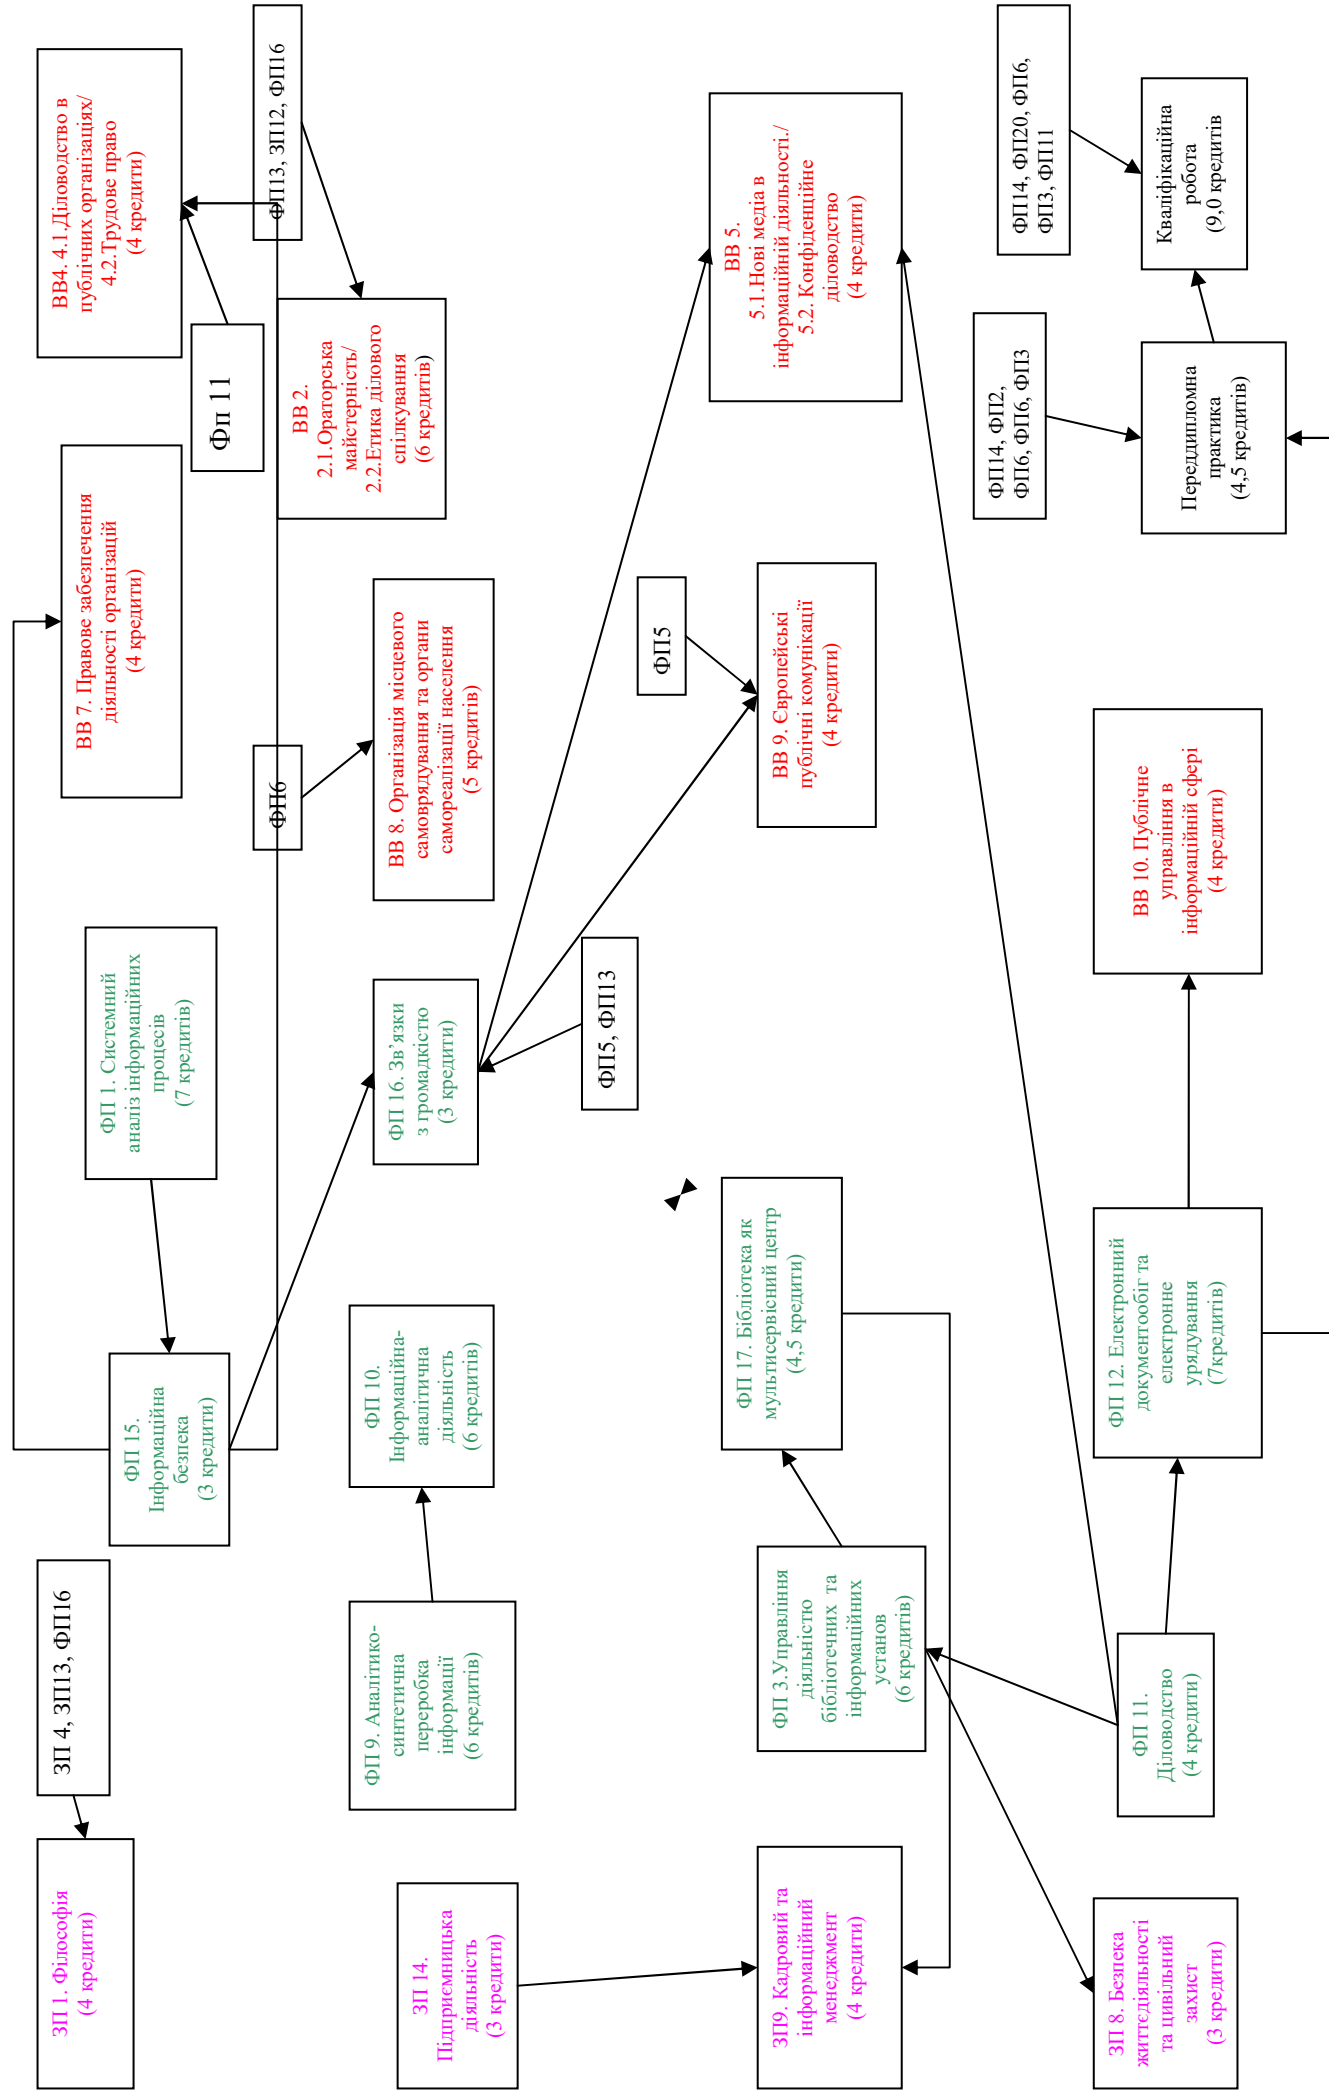 ЗП 1. Філософія
(4 кредити)
ЗП 4, ЗП13, ФП16
ФП 15.
Інформаційна
безпека
(3 кредити)
ФП 1. Системний
аналіз інформаційних
процесів
(7 кредитів)
ВВ 7. Правове забезпечення
діяльності організацій
(4 кредити)
ВВ4. 4.1.Діловодство в
публічних організаціях/
4.2.Трудове право
(4 кредити)
Фп 11
ФП13, ЗП12, ФП16
ФП6
ВВ 2.
2.1.Ораторська
майстерність/
2.2.Етика ділового
спілкування
(6 кредитів)
ЗП 14.
Підприємницька
діяльність
(3 кредити)
ФП 9. Аналітико-
синтетична
переробка
інформації
(6 кредитів)
ФП 10.
Інформаційна-
аналітична
діяльність
(6 кредитів)
ФП 16. Зв’язки
з громадкістю
(3 кредити)
ВВ 8. Організація місцевого
самоврядування та органи
самореалізації населення
(5 кредитів)
ФП5, ФП13
ФП5
ВВ 5.
5.1.Нові медіа в
інформаційній діяльності./
5.2. Конфіденційне
діловодство
(4 кредити)
ЗП9. Кадровий та
інформаційний
менеджмент
(4 кредити)
ФП 3.Управління
діяльністю
бібліотечних та
інформаційних
установ
(6 кредитів)
ФП 17. Бібліотека як
мультисервісний центр
(4,5 кредити)
ВВ 9. Європейські
публічні комунікації
(4 кредити)
ФП14, ФП2,
ФП6, ФП6, ФП3
ФП14, ФП20, ФП6,
ФП3, ФП11
ЗП 8. Безпека
життєдіяльності
та цивільний
захист
(3 кредити)
ФП 11.
Діловодство
(4 кредити)
ФП 12. Електронний
документообіг та
електронне
урядування
(7кредитів)
ВВ 10. Публічне
управління в
інформаційній сфері
(4 кредити)
Переддипломна
практика
(4,5 кредитів)
Кваліфікаційна
робота
(9,0 кредитів)